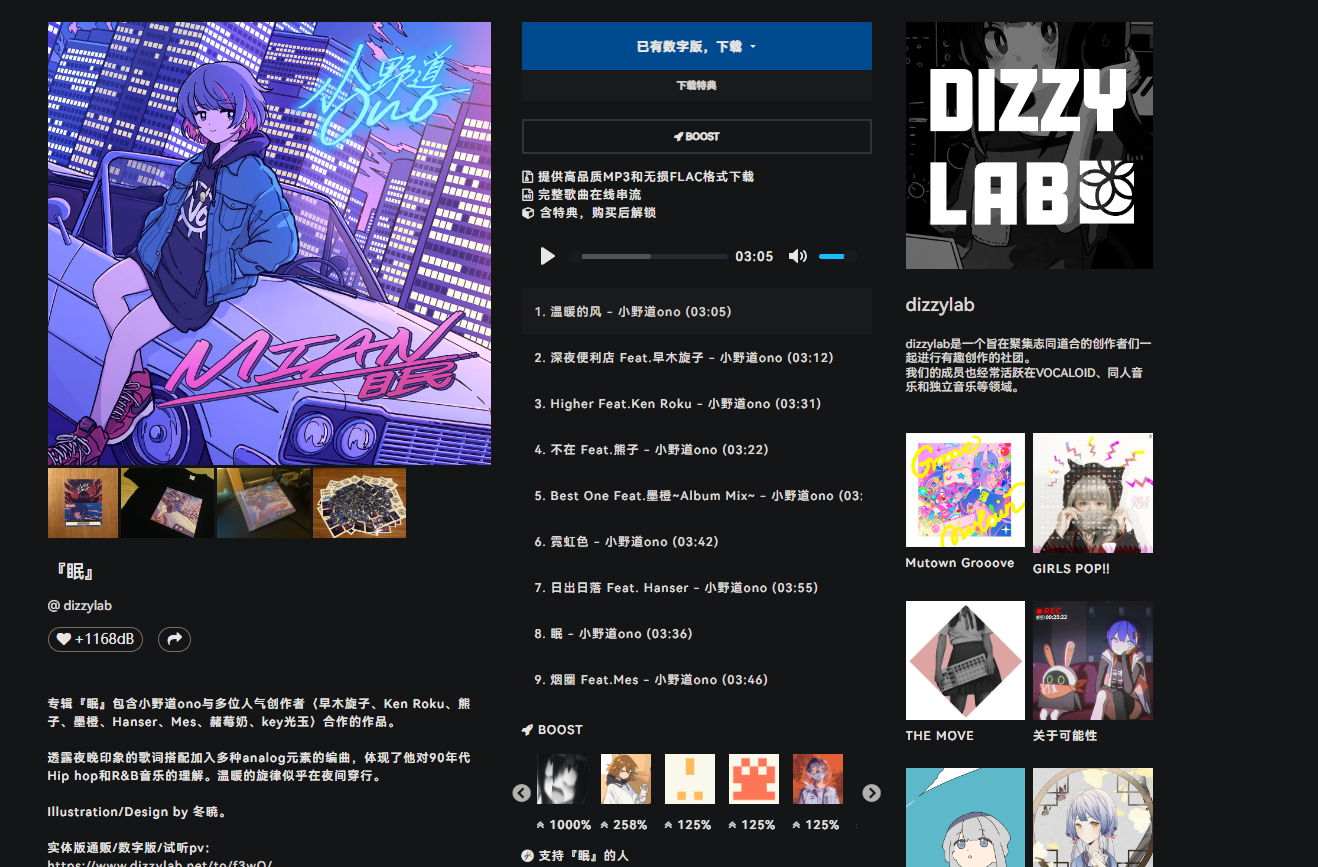 小野道
Ono
MIAN
眠
『眠』
@ dizzylab
+1168dB
专辑『眠』包含小野道ono与多位人气创作者（早木旋子、Ken Roku、熊
子、墨橙、Hanser、Mes、赭莓奶、key光玉）合作的作品。
透露夜晚印象的歌词搭配加入多种analog元素的编曲，体现了他对90年代
Hip hop和R&B音乐的理解。温暖的旋律似乎在夜间穿行。
Illustration/Design by 冬暁。
实体版通贩/数字版/试听pv：
https://www.dizzylab.net/to/f3wO/
已有数字版，下载
下载特典
BOOST
提供高品质MP3和无损FLAC格式下载
完整歌曲在线串流
含特典，购买后解锁
03:05
1. 温暖的风 - 小野道ono (03:05)
2. 深夜便利店 Feat.早木旋子 - 小野道ono (03:12)
3. Higher Feat.Ken Roku - 小野道ono (03:31)
4. 不在 Feat.熊子 - 小野道ono (03:22)
5. Best One Feat.墨橙~Album Mix~ - 小野道ono (03:
6. 霓虹色 - 小野道ono (03:42)
7. 日出日落 Feat. Hanser - 小野道ono (03:55)
8. 眠 - 小野道ono (03:36)
9. 烟圈 Feat.Mes - 小野道ono (03:46)
BOOST
1000% 258% 125% 125% 125%
支持『眠』的人
DIZZY
LAB
dizzylab
dizzylab是一个旨在聚集志同道合的创作者们一
起进行有趣创作的社团。
我们的成员也经常活跃在VOCALOID、同人音
乐和独立音乐等领域。
Groove
Mutown
GIRLS
POP!!
Mutown Grooove
GIRLS POP!!
REC
00:25:22
THE MOVE
关于可能性